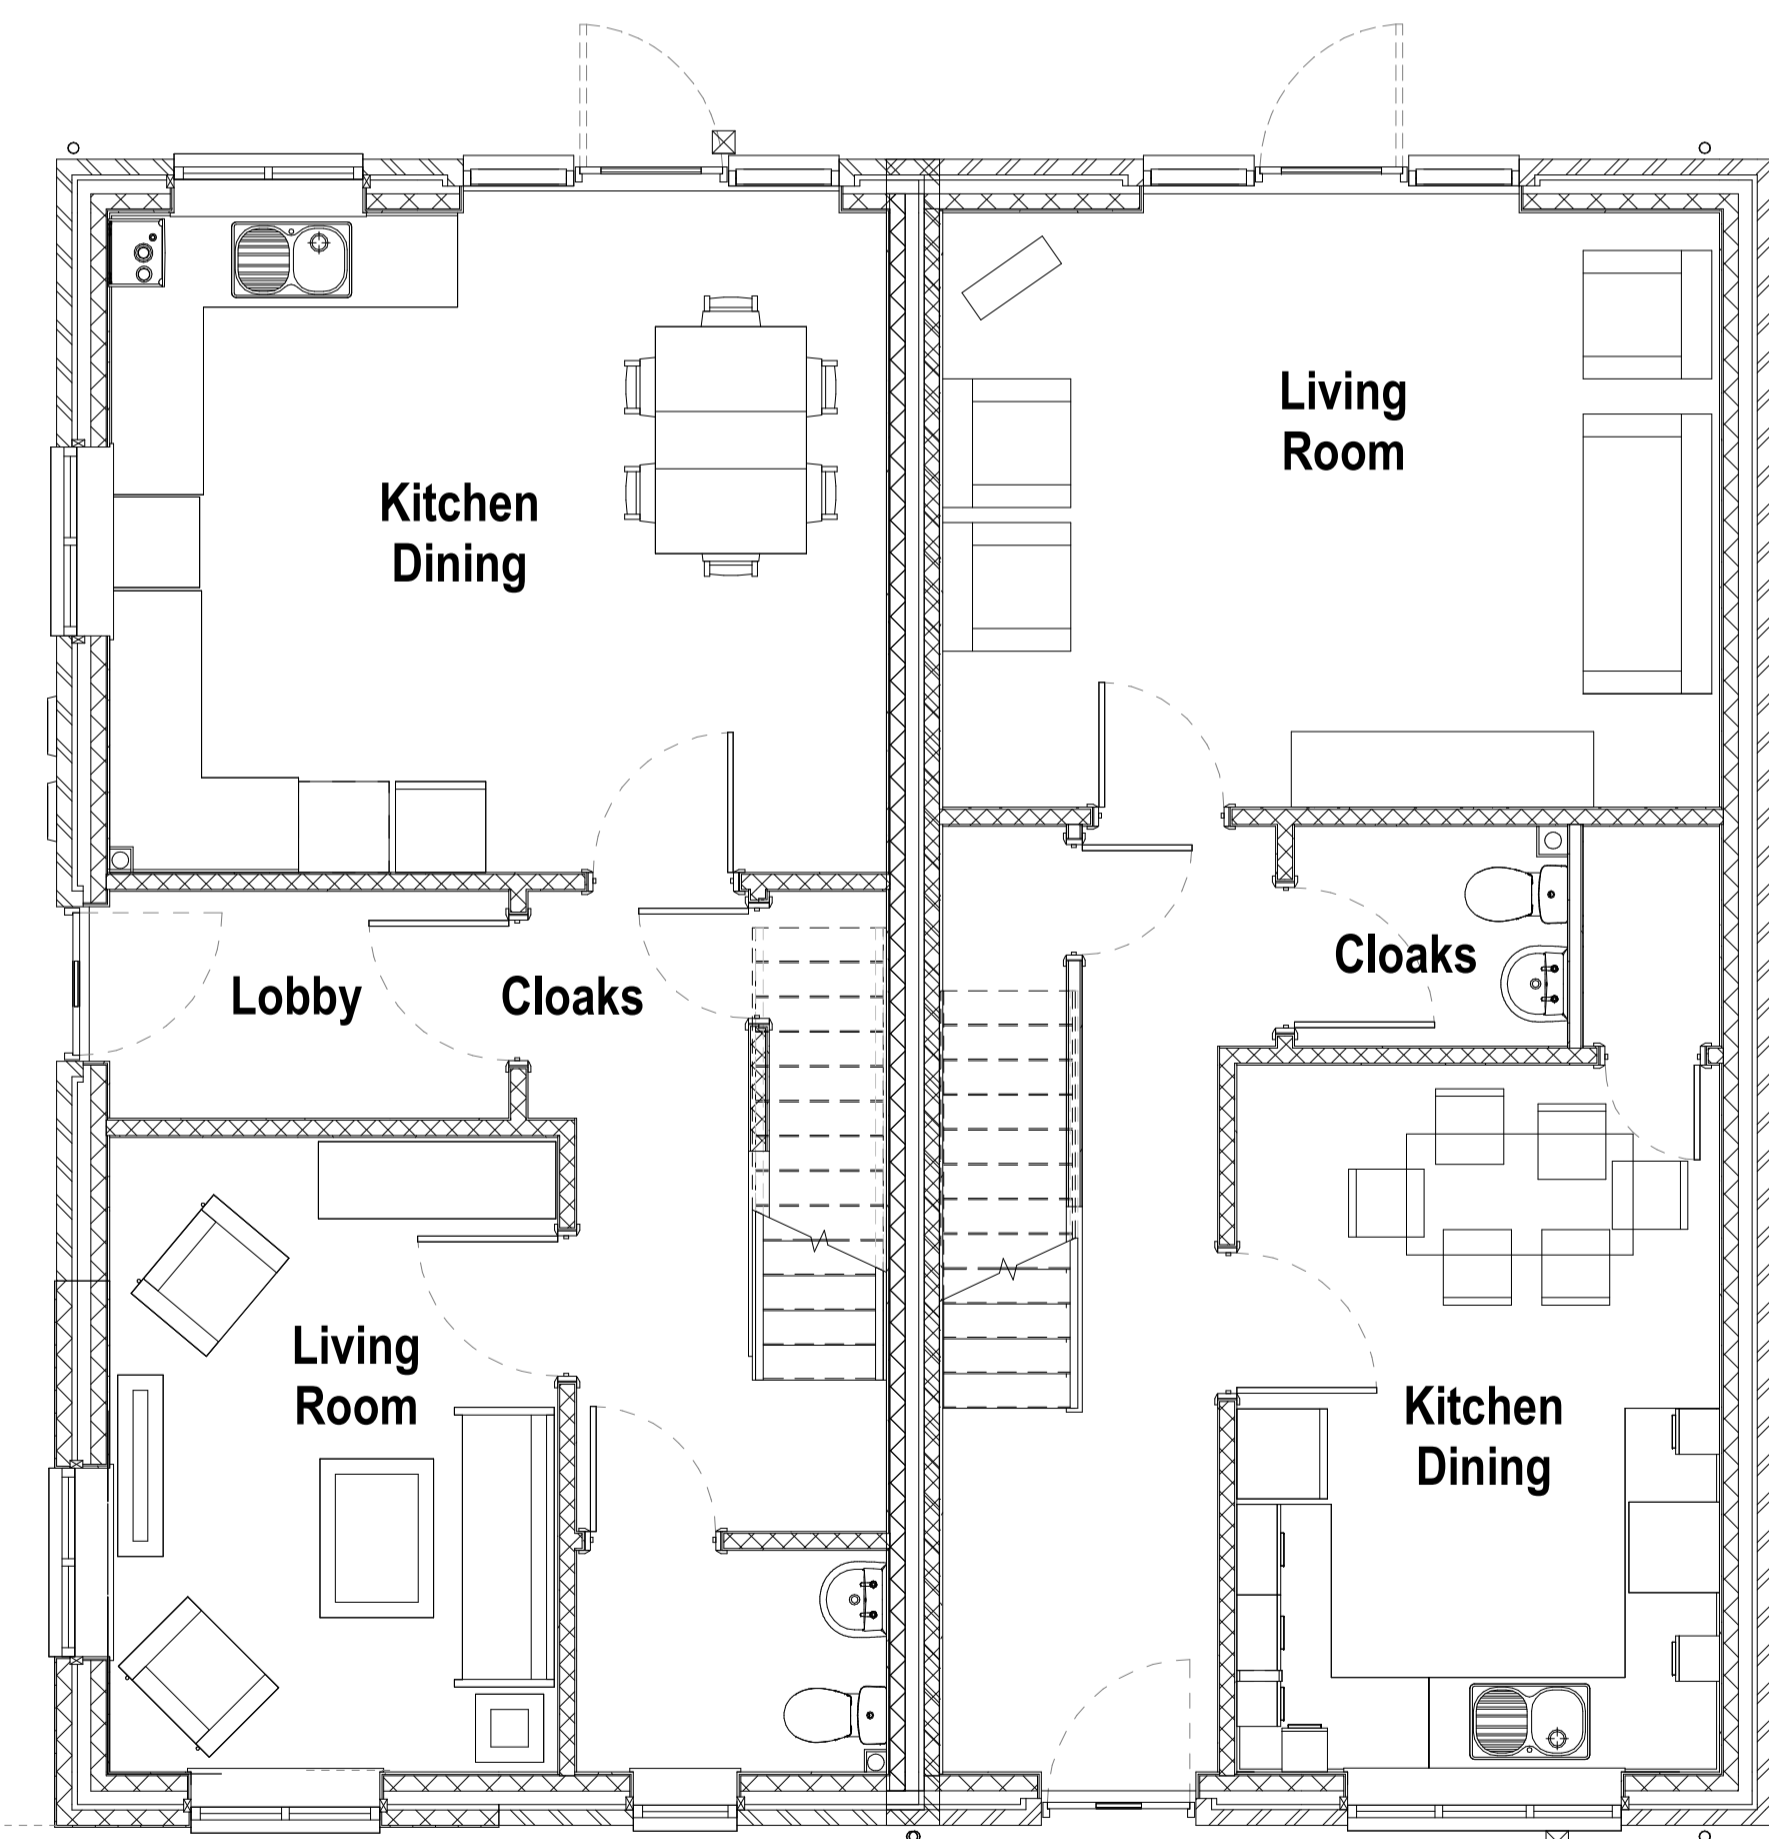 Living
Room
Kitchen
Dining
Cloaks
Lobby
Cloaks
Living
Room
Kitchen
Dining